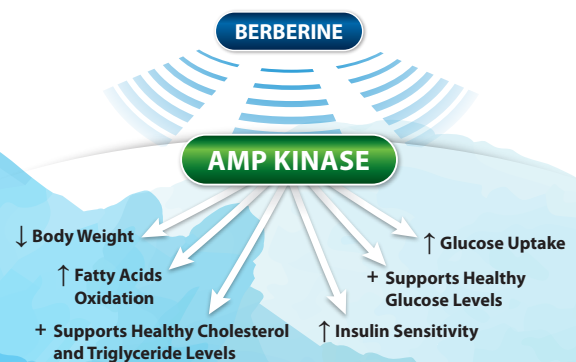 BERBERINE
AMP KINASE
↓ Body Weight
↑ Glucose Uptake
↑ Fatty Acids
Oxidation
+ Supports Healthy
Glucose Levels
+ Supports Healthy Cholesterol
and Triglyceride Levels
↑ Insulin Sensitivity